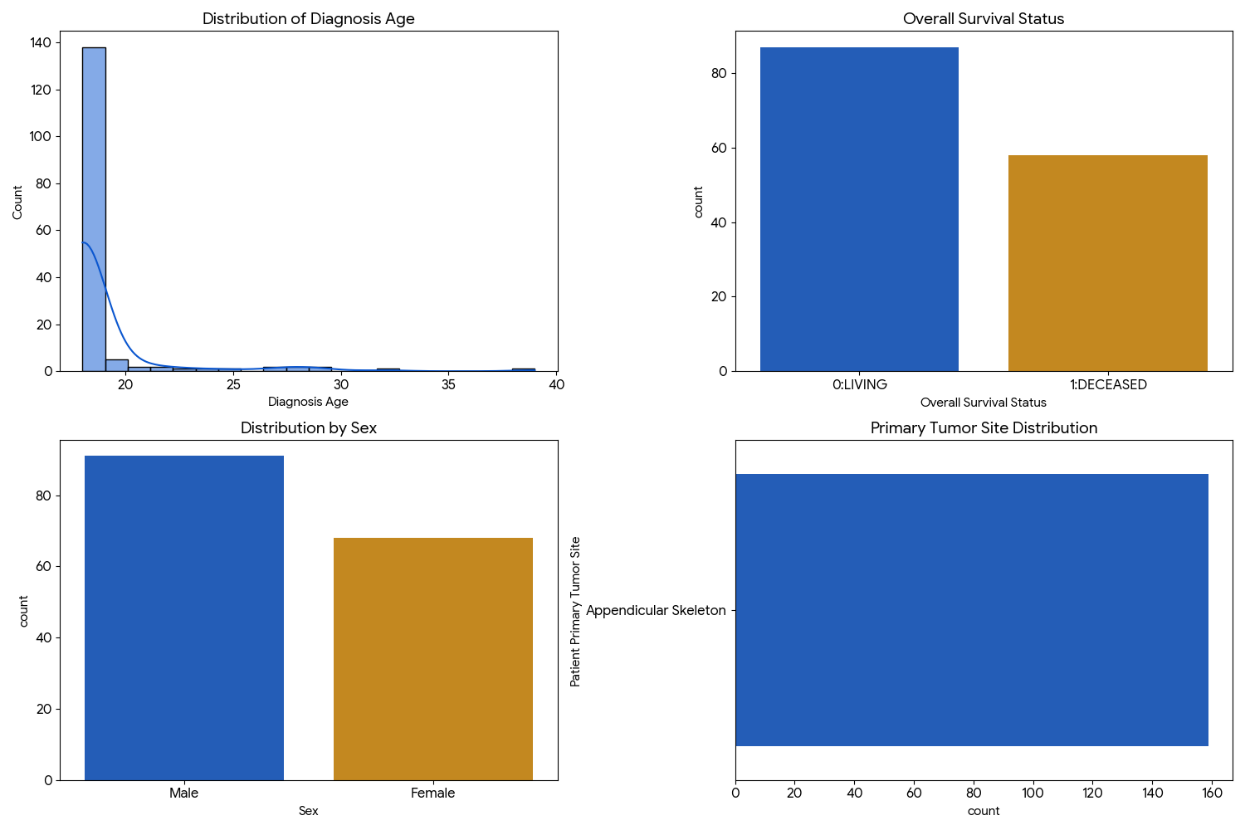 Distribution of Diagnosis Age
140
120
100
80
60
40
20
0
Count
20
25
30
35
40
Diagnosis Age
Overall Survival Status
80
60
40
20
0
count
0:LIVING
1:DECEASED
Overall Survival Status
Distribution by Sex
80
60
40
20
0
count
Male
Female
Sex
Primary Tumor Site Distribution
Patient Primary Tumor Site
Appendicular Skeleton
0
20
40
60
80
100
120
140
160
count